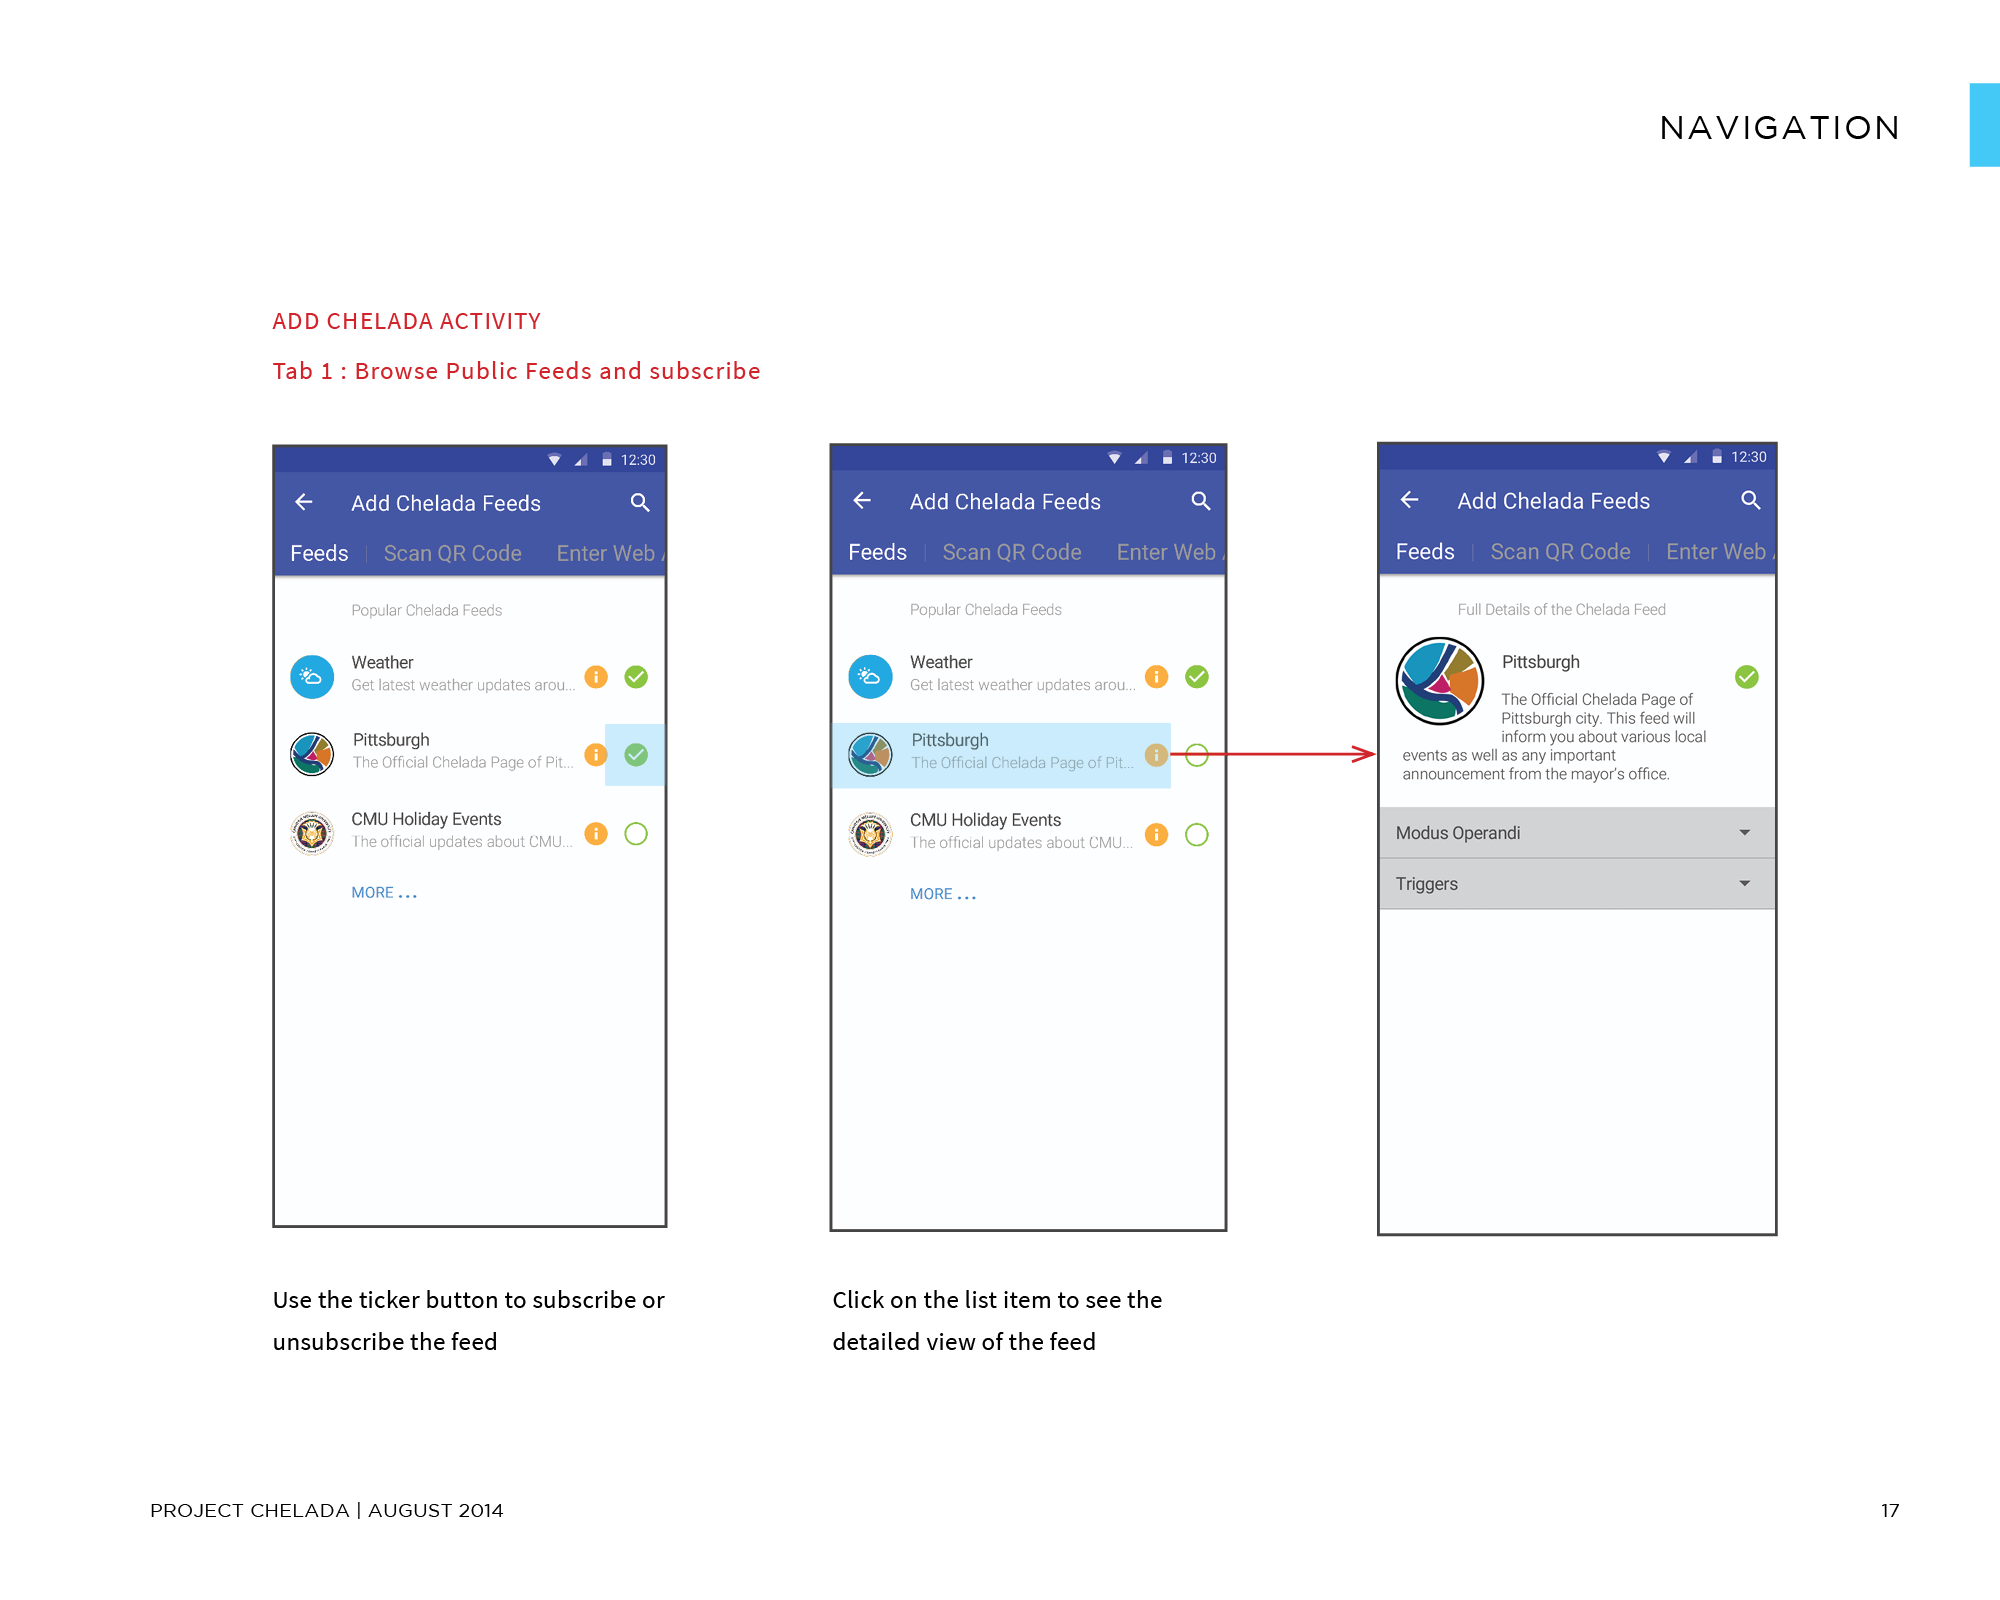 NAVIGATION
ADD CHELADA ACTIVITY
Tab 1 : Browse Public Feeds and subscribe
12:30
Add Chelada Feeds
Feeds
Scan QR Code
Enter Web
Popular Chelada Feeds
Weather
Get latest weather updates arou...
Pittsburgh
The Official Chelada Page of Pit...
CMU Holiday Events
The official updates about CMU...
MORE ...
Use the ticker button to subscribe or
unsubscribe the feed
12:30
Add Chelada Feeds
Feeds
Scan QR Code
Enter Web
Popular Chelada Feeds
Weather
Get latest weather updates arou...
Pittsburgh
The Official Chelada Page of Pit...
CMU Holiday Events
The official updates about CMU...
MORE ...
Click on the list item to see the
detailed view of the feed
12:30
Add Chelada Feeds
Feeds
Scan QR Code
Enter Web
Full Details of the Chelada Feed
Pittsburgh
The Official Chelada Page of
Pittsburgh city. This feed will
inform you about various local
events as well as any important
announcement from the mayor's office.
Modus Operandi
Triggers
PROJECT CHELADA | AUGUST 2014
17